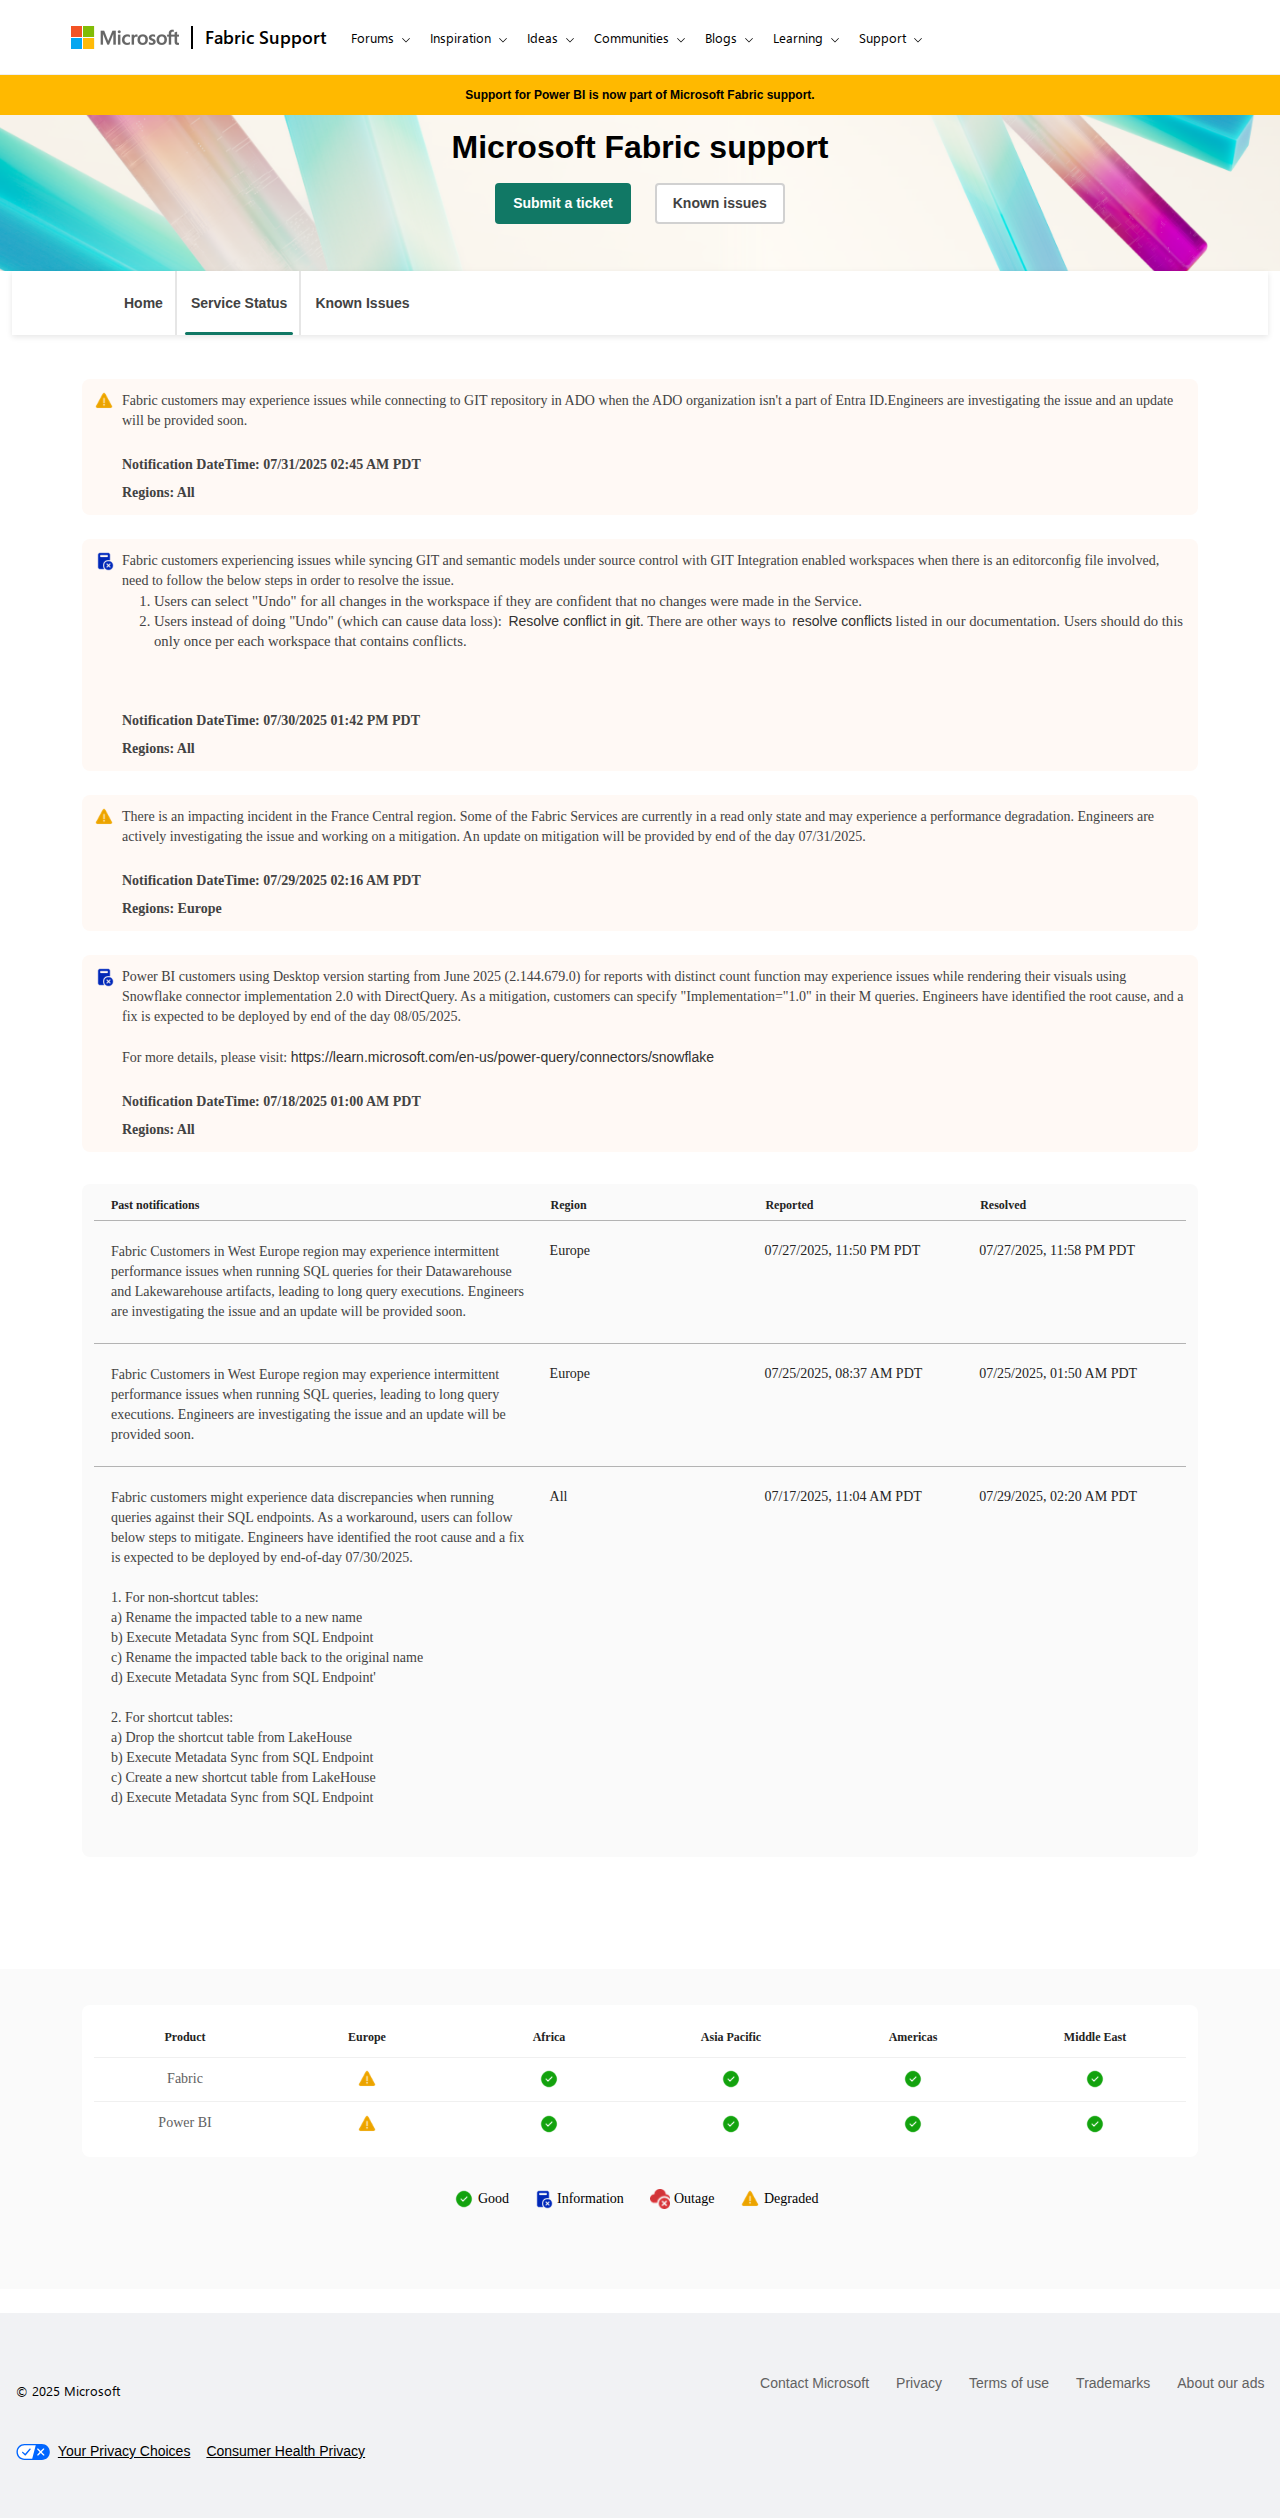 Microsoft Fabric Support Forums Inspiration Ideas Communities Blogs Learning Support
Support for Power BI is now part of Microsoft Fabric support.
Microsoft Fabric support
Submit a ticket Known issues
Home Service Status Known Issues
Fabric customers may experience issues while connecting to GIT repository in ADO when the ADO organization isn't a part of Entra ID.Engineers are investigating the issue and an update
will be provided soon.
Notification DateTime: 07/31/2025 02:45 AM PDT
Regions: All
Fabric customers experiencing issues while syncing GIT and semantic models under source control with GIT Integration enabled workspaces when there is an editorconfig file involved,
need to follow the below steps in order to resolve the issue.
1. Users can select "Undo" for all changes in the workspace if they are confident that no changes were made in the Service.
2. Users instead of doing "Undo" (which can cause data loss): Resolve conflict in git. There are other ways to resolve conflicts listed in our documentation. Users should do this
only once per each workspace that contains conflicts.
Notification DateTime: 07/30/2025 01:42 PM PDT
Regions: All
There is an impacting incident in the France Central region. Some of the Fabric Services are currently in a read only state and may experience a performance degradation. Engineers are
actively investigating the issue and working on a mitigation. An update on mitigation will be provided by end of the day 07/31/2025.
Notification DateTime: 07/29/2025 02:16 AM PDT
Regions: Europe
Power BI customers using Desktop version starting from June 2025 (2.144.679.0) for reports with distinct count function may experience issues while rendering their visuals using
Snowflake connector implementation 2.0 with DirectQuery. As a mitigation, customers can specify "Implementation="1.0" in their M queries. Engineers have identified the root cause, and a
fix is expected to be deployed by end of the day 08/05/2025.
For more details, please visit: https://learn.microsoft.com/en-us/power-query/connectors/snowflake
Notification DateTime: 07/18/2025 01:00 AM PDT
Regions: All
Past notifications Region Reported Resolved
Fabric Customers in West Europe region may experience intermittent Europe 07/27/2025, 11:50 PM PDT 07/27/2025, 11:58 PM PDT
performance issues when running SQL queries for their Datawarehouse
and Lakewarehouse artifacts, leading to long query executions. Engineers
are investigating the issue and an update will be provided soon.
Fabric Customers in West Europe region may experience intermittent Europe 07/25/2025, 08:37 AM PDT 07/25/2025, 01:50 AM PDT
performance issues when running SQL queries, leading to long query
executions. Engineers are investigating the issue and an update will be
provided soon.
Fabric customers might experience data discrepancies when running All 07/17/2025, 11:04 AM PDT 07/29/2025, 02:20 AM PDT
queries against their SQL endpoints. As a workaround, users can follow
below steps to mitigate. Engineers have identified the root cause and a fix
is expected to be deployed by end-of-day 07/30/2025.
1. For non-shortcut tables:
a) Rename the impacted table to a new name
b) Execute Metadata Sync from SQL Endpoint
c) Rename the impacted table back to the original name
d) Execute Metadata Sync from SQL Endpoint'
2. For shortcut tables:
a) Drop the shortcut table from LakeHouse
b) Execute Metadata Sync from SQL Endpoint
c) Create a new shortcut table from LakeHouse
d) Execute Metadata Sync from SQL Endpoint
Product Europe Africa Asia Pacific Americas Middle East
Fabric
Power BI
Good Information Outage Degraded
Contact Microsoft Privacy Terms of use Trademarks About our ads
© 2025 Microsoft
Your Privacy Choices Consumer Health Privacy